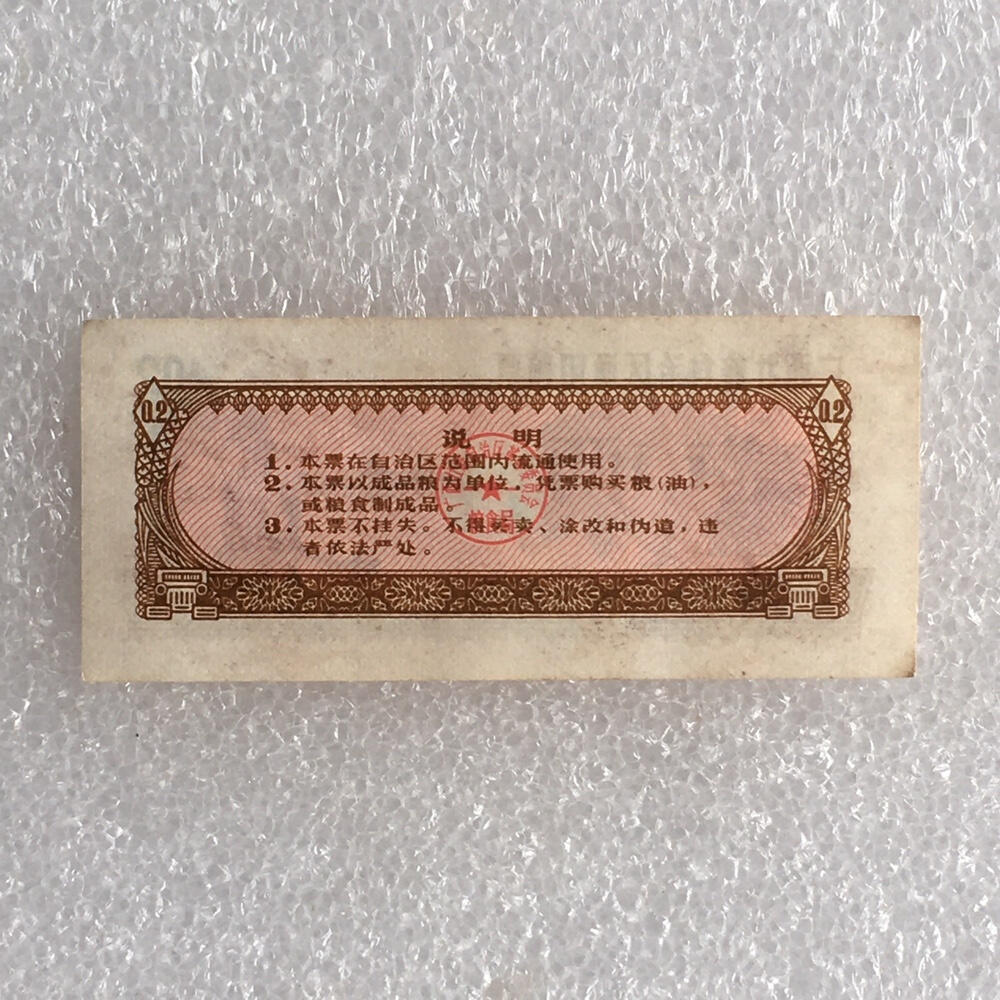 0.2
0.2
说 明
1. 本票在自治区范围内流通使用。
2. 本票以成品粮为单位，凭票购买粮(油)，
或粮食制成品。
3. 本票不挂失。不得买卖、涂改和伪造，违
者依法严处。
粮食局